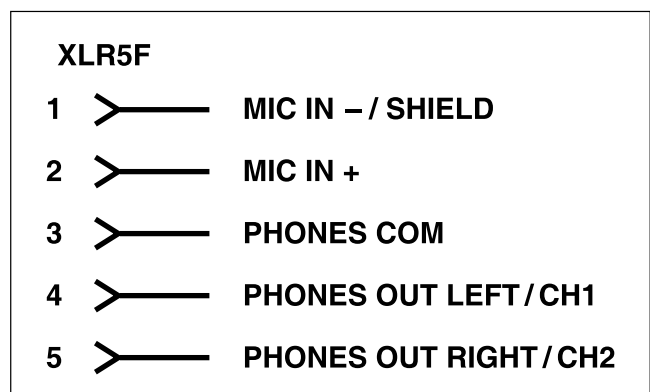 XLR5F
1 MIC IN – / SHIELD
2 MIC IN +
3 PHONES COM
4 PHONES OUT LEFT / CH1
5 PHONES OUT RIGHT / CH2